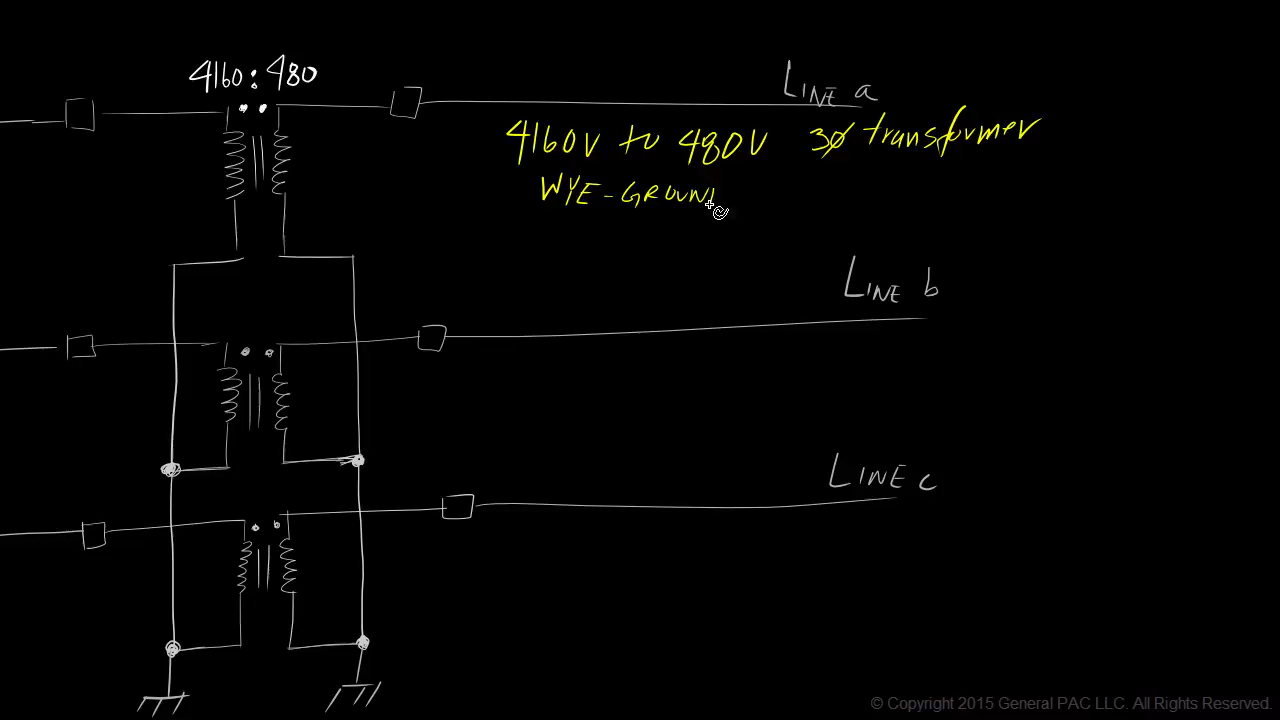 4160:480
LINE a
4160V to 480V 3Ø transformer
WYE-GROUN
LINE b
LINE c
© Copyright 2015 General PAC LLC. All Rights Reserved.